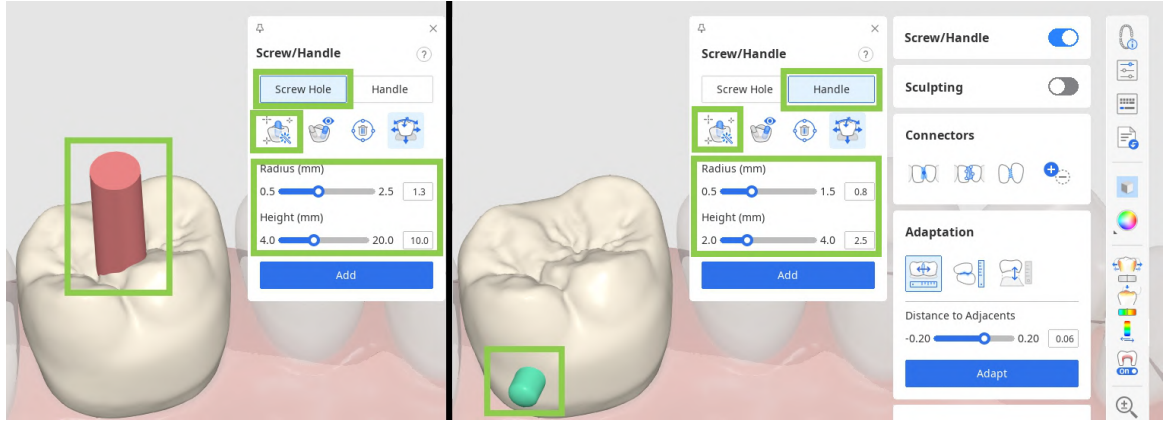 Screw/Handle
?
Screw Hole
Handle
Radius (mm)
0.5
2.5
1.3
Height (mm)
4.0
20.0
10.0
Add
Screw/Handle
?
Screw Hole
Handle
Radius (mm)
0.5
1.5
0.8
Height (mm)
2.0
4.0
2.5
Add
Screw/Handle
Sculpting
Connectors
Adaptation
Distance to Adjacents
-0.20
0.20
0.06
Adapt
ON